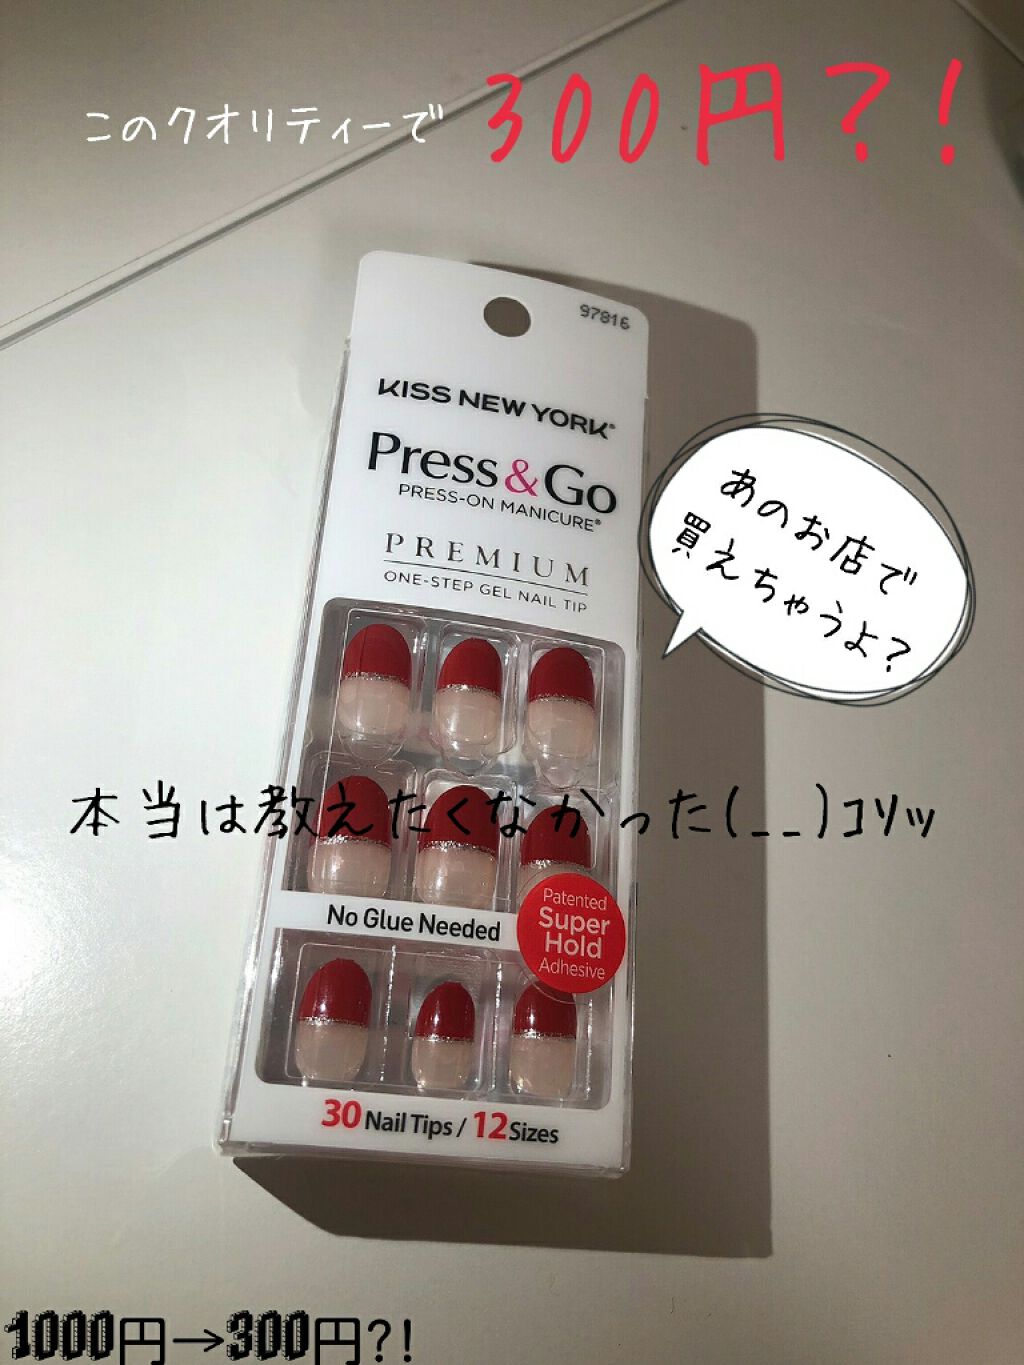 このクオリティーで 300円?!
97816
KISS NEW YORK®
Press&Go
PRESS-ON MANICURE®
PREMIUM
ONE-STEP GEL NAIL TIP
あのお店で
買えちゃうよ?
本当は教えたくなかった(_ _)コソッ
No Glue Needed
Patented
Super
Hold
Adhesive
30 Nail Tips / 12 Sizes
1000円→300円?!